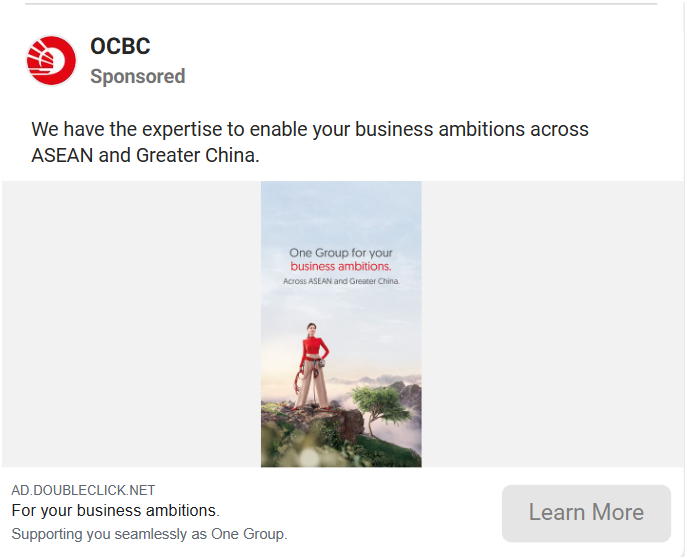 OCBC
Sponsored
We have the expertise to enable your business ambitions across
ASEAN and Greater China.
One Group for your
business ambitions.
Across ASEAN and Greater China.
AD.DOUBLECLICK.NET
For your business ambitions.
Supporting you seamlessly as One Group.
Learn More